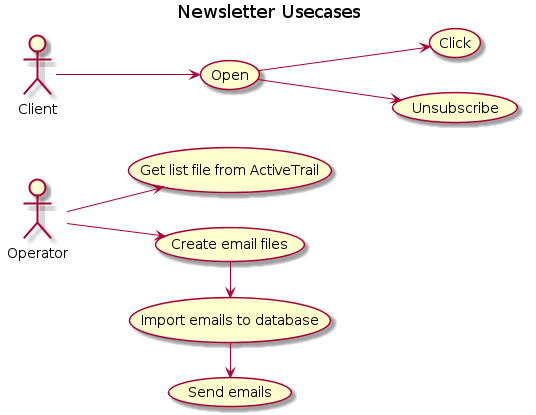 Newsletter Usecases
Click
Open
Client
Unsubscribe
Get list file from ActiveTrail
Operator
Create email files
Import emails to database
Send emails